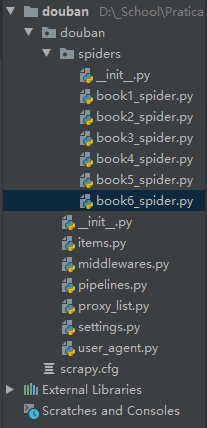 douban D:\_School\Pratica
douban
spiders
__init__.py
book1_spider.py
book2_spider.py
book3_spider.py
book4_spider.py
book5_spider.py
book6_spider.py
__init__.py
items.py
middlewares.py
pipelines.py
proxy_list.py
settings.py
user_agent.py
scrapy.cfg
External Libraries
Scratches and Consoles